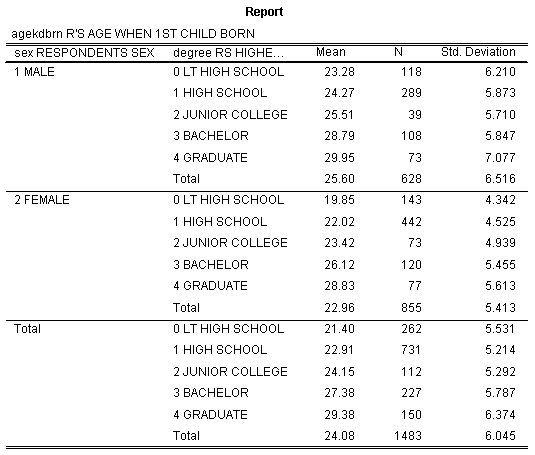 Report
agekdbrn R'S AGE WHEN 1ST CHILD BORN
sex RESPONDENTS SEX degree RS HIGHE... Mean N Std. Deviation
1 MALE 0 LT HIGH SCHOOL 23.28 118 6.210
1 HIGH SCHOOL 24.27 289 5.873
2 JUNIOR COLLEGE 25.51 39 5.710
3 BACHELOR 28.79 108 5.847
4 GRADUATE 29.95 73 7.077
Total 25.60 628 6.516
2 FEMALE 0 LT HIGH SCHOOL 19.85 143 4.342
1 HIGH SCHOOL 22.02 442 4.525
2 JUNIOR COLLEGE 23.42 73 4.939
3 BACHELOR 26.12 120 5.455
4 GRADUATE 28.83 77 5.613
Total 22.96 855 5.413
Total 0 LT HIGH SCHOOL 21.40 262 5.531
1 HIGH SCHOOL 22.91 731 5.214
2 JUNIOR COLLEGE 24.15 112 5.292
3 BACHELOR 27.38 227 5.787
4 GRADUATE 29.38 150 6.374
Total 24.08 1483 6.045